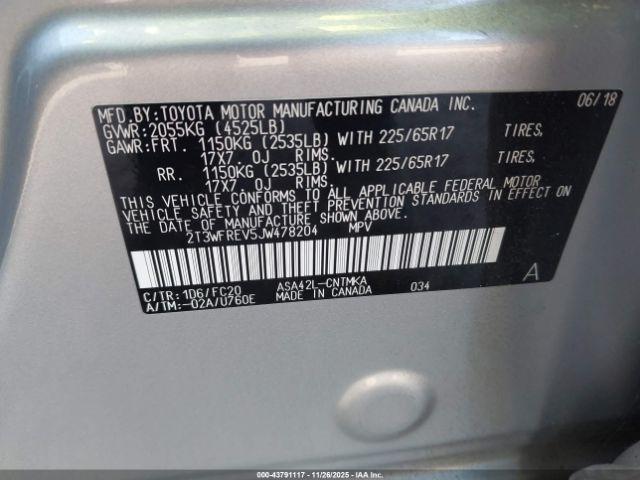 MFD.BY:TOYOTA MOTOR MANUFACTURING CANADA INC. 06/18
GVWR:2055KG (4525LB)
GAWR:FRT. 1150KG (2535LB) WITH 225/65R17 TIRES,
17X7.0J RIMS.
RR. 1150KG (2535LB) WITH 225/65R17 TIRES,
17X7.0J RIMS.
THIS VEHICLE CONFORMS TO ALL APPLICABLE FEDERAL MOTOR
VEHICLE SAFETY AND THEFT PREVENTION STANDARDS IN EFFECT ON
THE DATE OF MANUFACTURE SHOWN ABOVE.
2T3WFREV5JW478204 MPV
A
C/TR:1D6/FC20 ASA42L-CNTMKA 034
A/TM:-02A/U760E MADE IN CANADA
000-43791117 - 11/26/2025 - IAAI